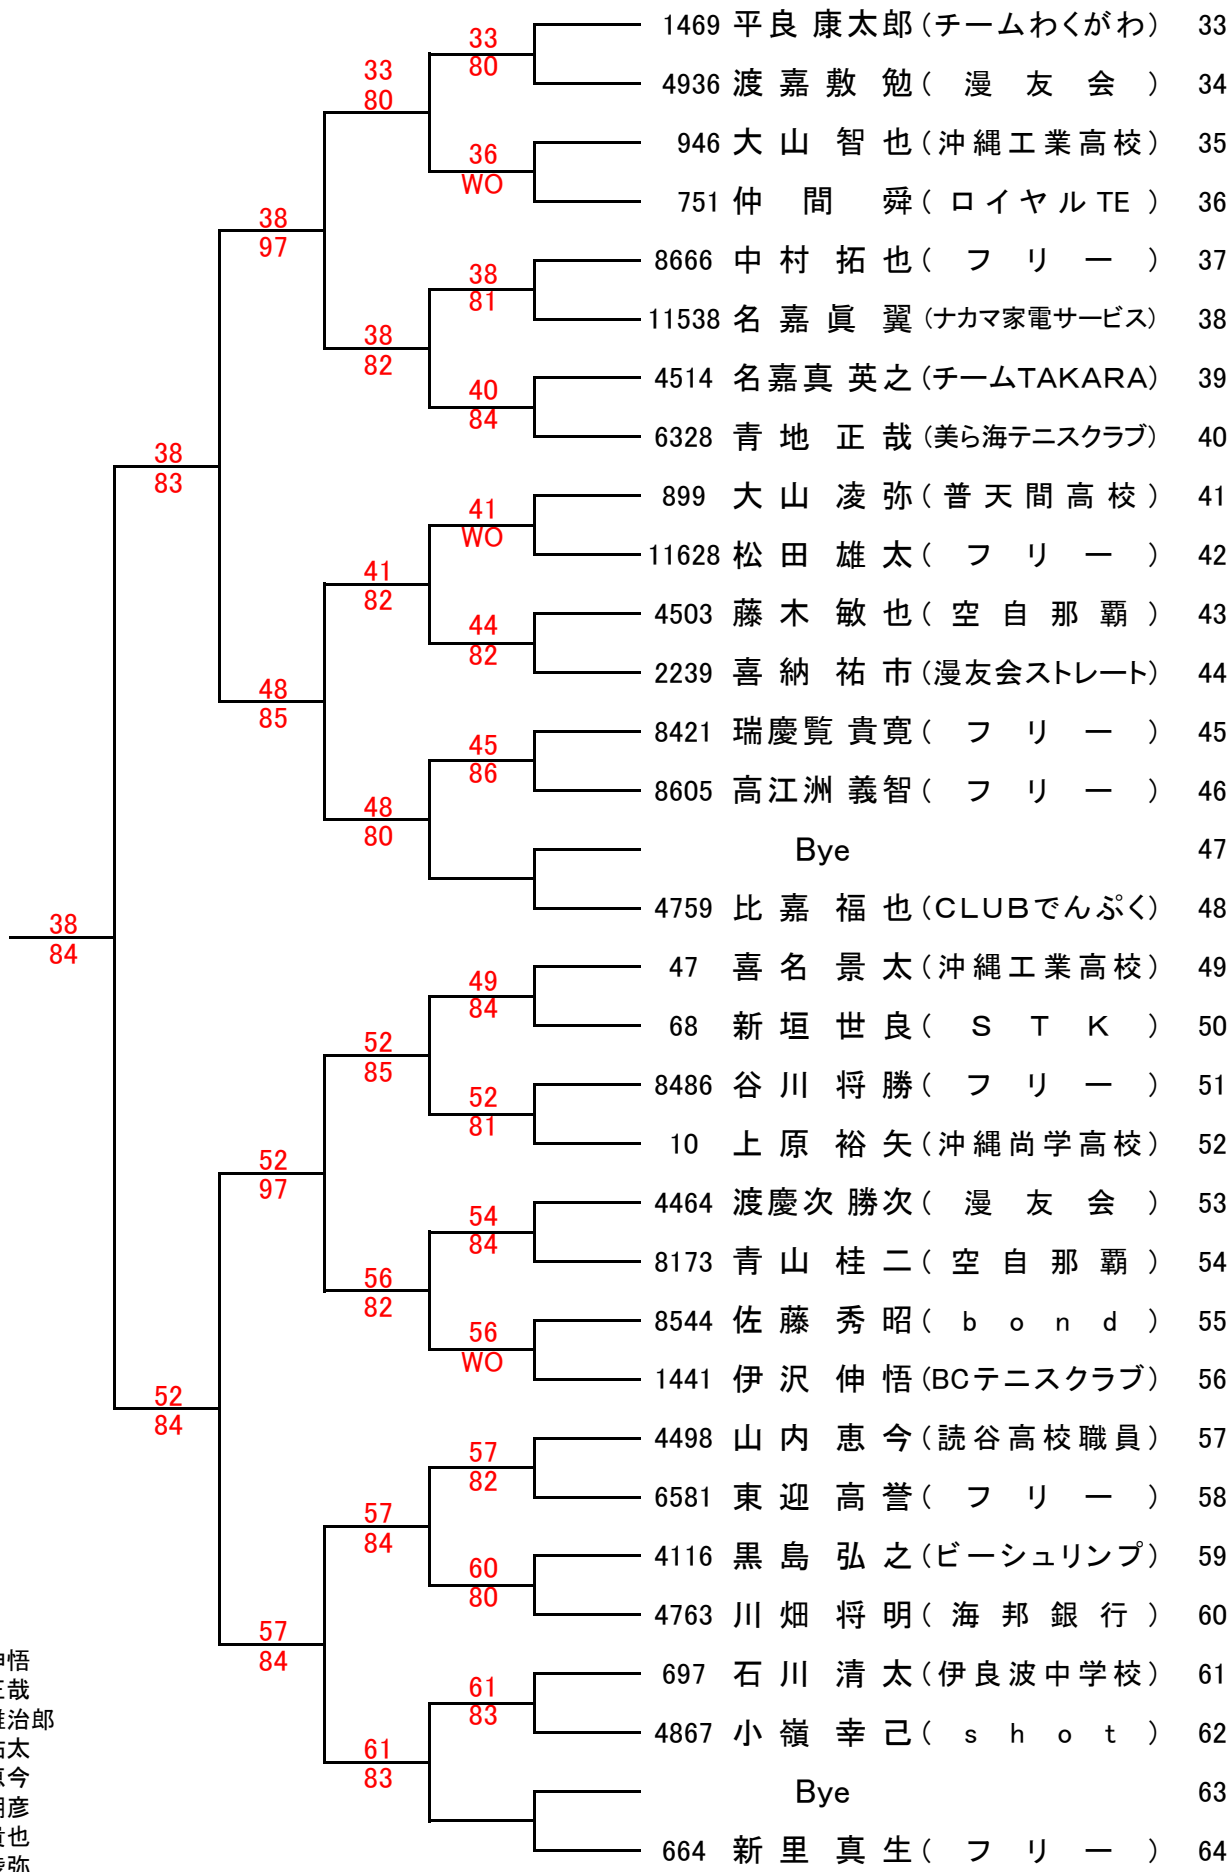 1469 平良 康太郎 (チームわくがわ) 33
33
80
4936 渡嘉敷 勉 ( 漫友会 ) 34
33
80
946 大山 智也 (沖縄工業高校) 35
36
WO
751 仲間 舜 ( ロイヤルTE ) 36
38
97
8666 中村 拓也 ( フリー ) 37
38
81
11538 名嘉眞 翼 (ナカマ家電サービス) 38
38
82
4514 名嘉真 英之 (チームTAKARA) 39
40
84
6328 青地 正哉 (美ら海テニスクラブ) 40
38
83
899 大山 凌弥 (普天間高校) 41
41
WO
11628 松田 雄太 ( フリー ) 42
41
82
4503 藤木 敏也 ( 空自那覇 ) 43
44
82
2239 喜納 祐市 (漫友会ストレート) 44
48
85
8421 瑞慶覧 貴寛 ( フリー ) 45
45
86
8605 高江洲 義智 ( フリー ) 46
48
80
Bye 47
4759 比嘉 福也 (CLUBでんぷく) 48
38
84
47 喜名 景太 (沖縄工業高校) 49
49
84
68 新垣 世良 ( STK ) 50
52
85
8486 谷川 将勝 ( フリー ) 51
52
81
10 上原 裕矢 (沖縄尚学高校) 52
52
97
4464 渡慶次 勝次 ( 漫友会 ) 53
54
84
8173 青山 桂二 ( 空自那覇 ) 54
56
82
8544 佐藤 秀昭 ( bond ) 55
56
WO
1441 伊沢 伸悟 (BCテニスクラブ) 56
52
84
4498 山内 恵今 (読谷高校職員) 57
57
82
6581 東迎 高誉 ( フリー ) 58
57
84
4116 黒島 弘之 (ビーシュリンプ) 59
60
80
4763 川畑 将明 ( 海邦銀行 ) 60
57
84
697 石川 清太 (伊良波中学校) 61
61
83
4867 小嶺 幸己 ( shot ) 62
61
83
Bye 63
664 新里 真生 ( フリー ) 64